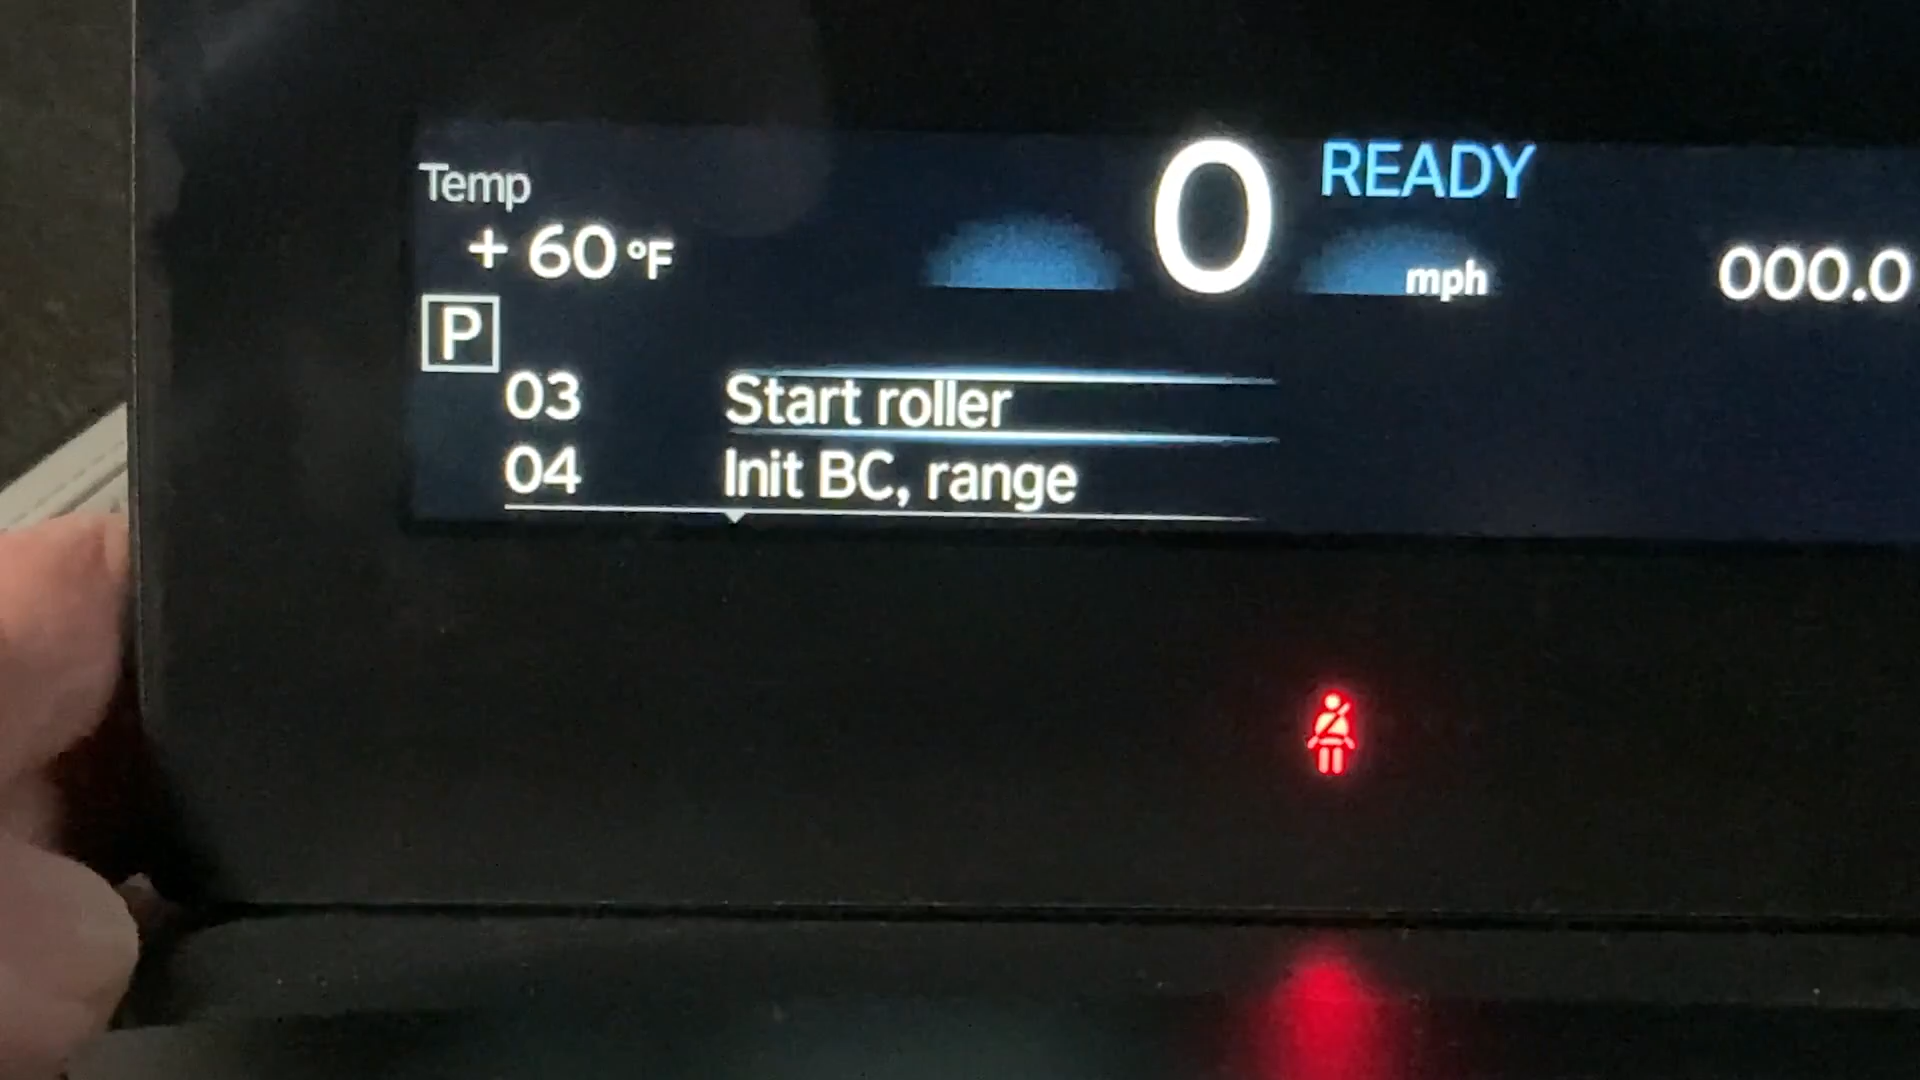 Temp
+ 60 °F
0
READY
mph
000.0
P
03 Start roller
04 Init BC, range